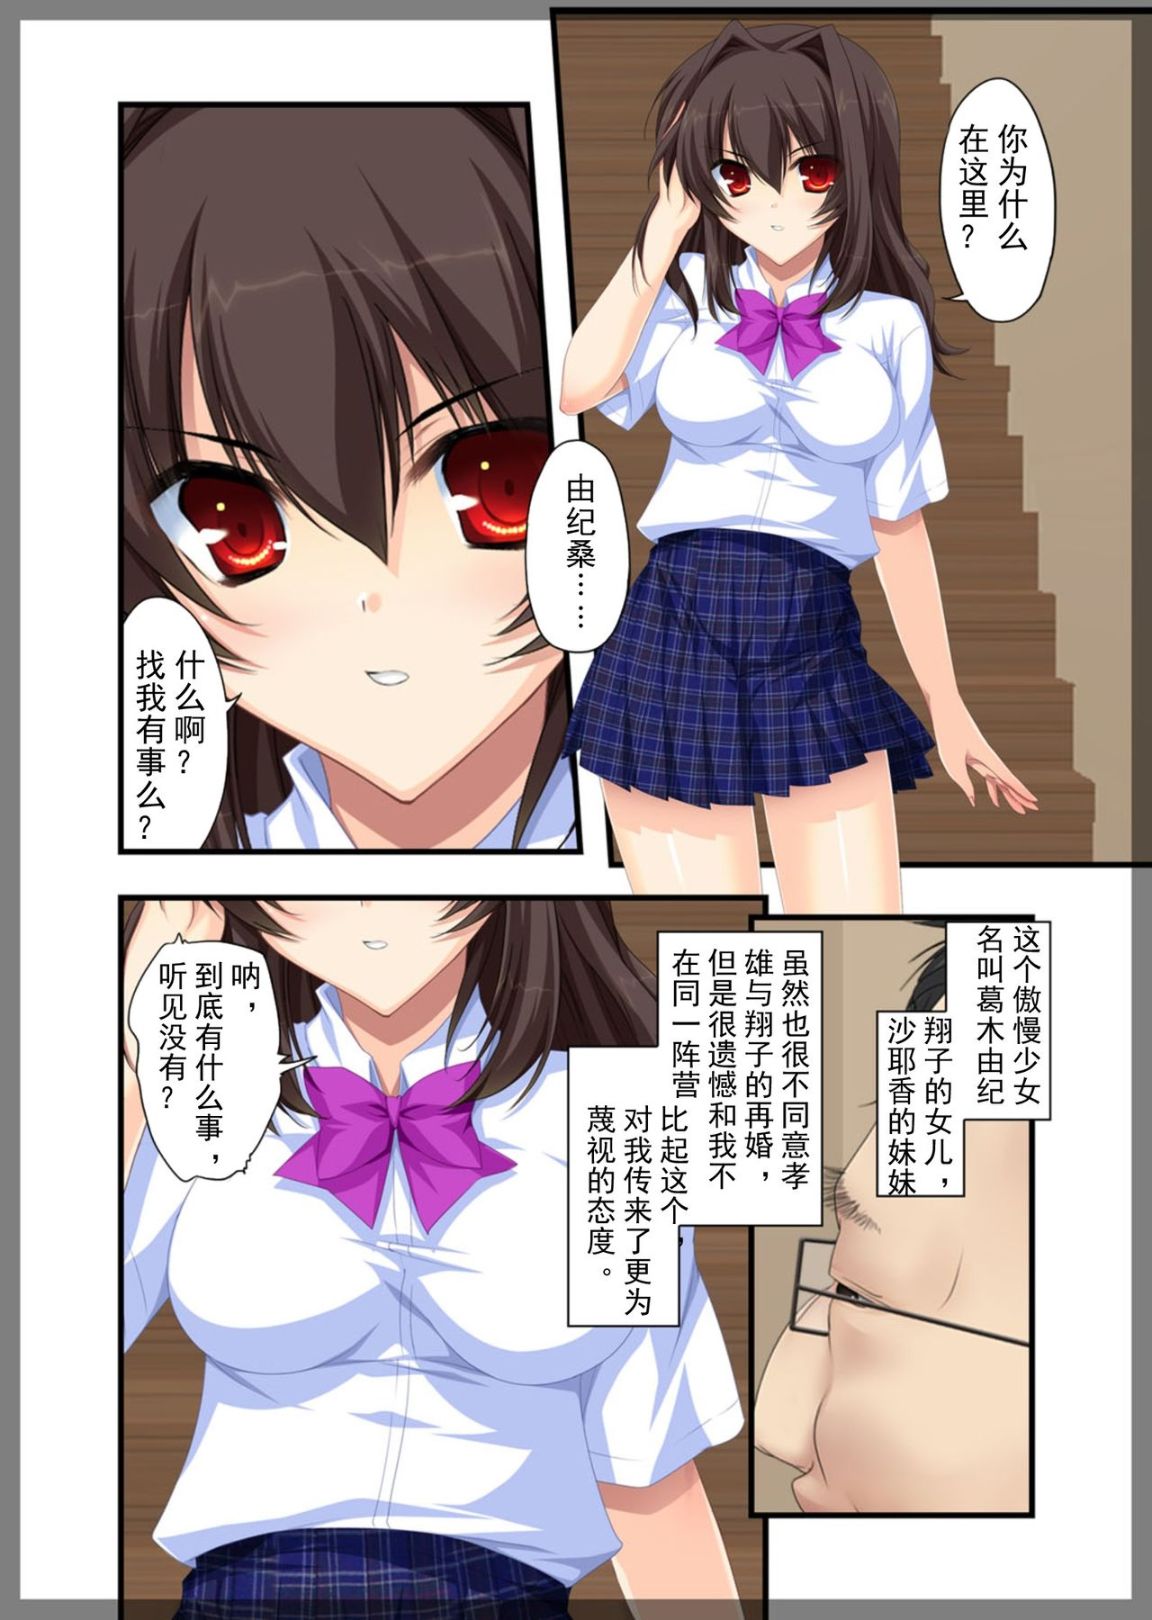 你为什么
在这里？
由纪桑……
什么啊？
找我有事么？
这个傲慢少女
名叫葛木由纪
翔子的女儿，
沙耶香的妹妹
虽然也很不同意孝
雄与翔子的再婚，
但是很遗憾和我不
在同一阵营
比起这个，
对我传来了更为
蔑视的态度。
呐，
到底有什么事，
听见没有？